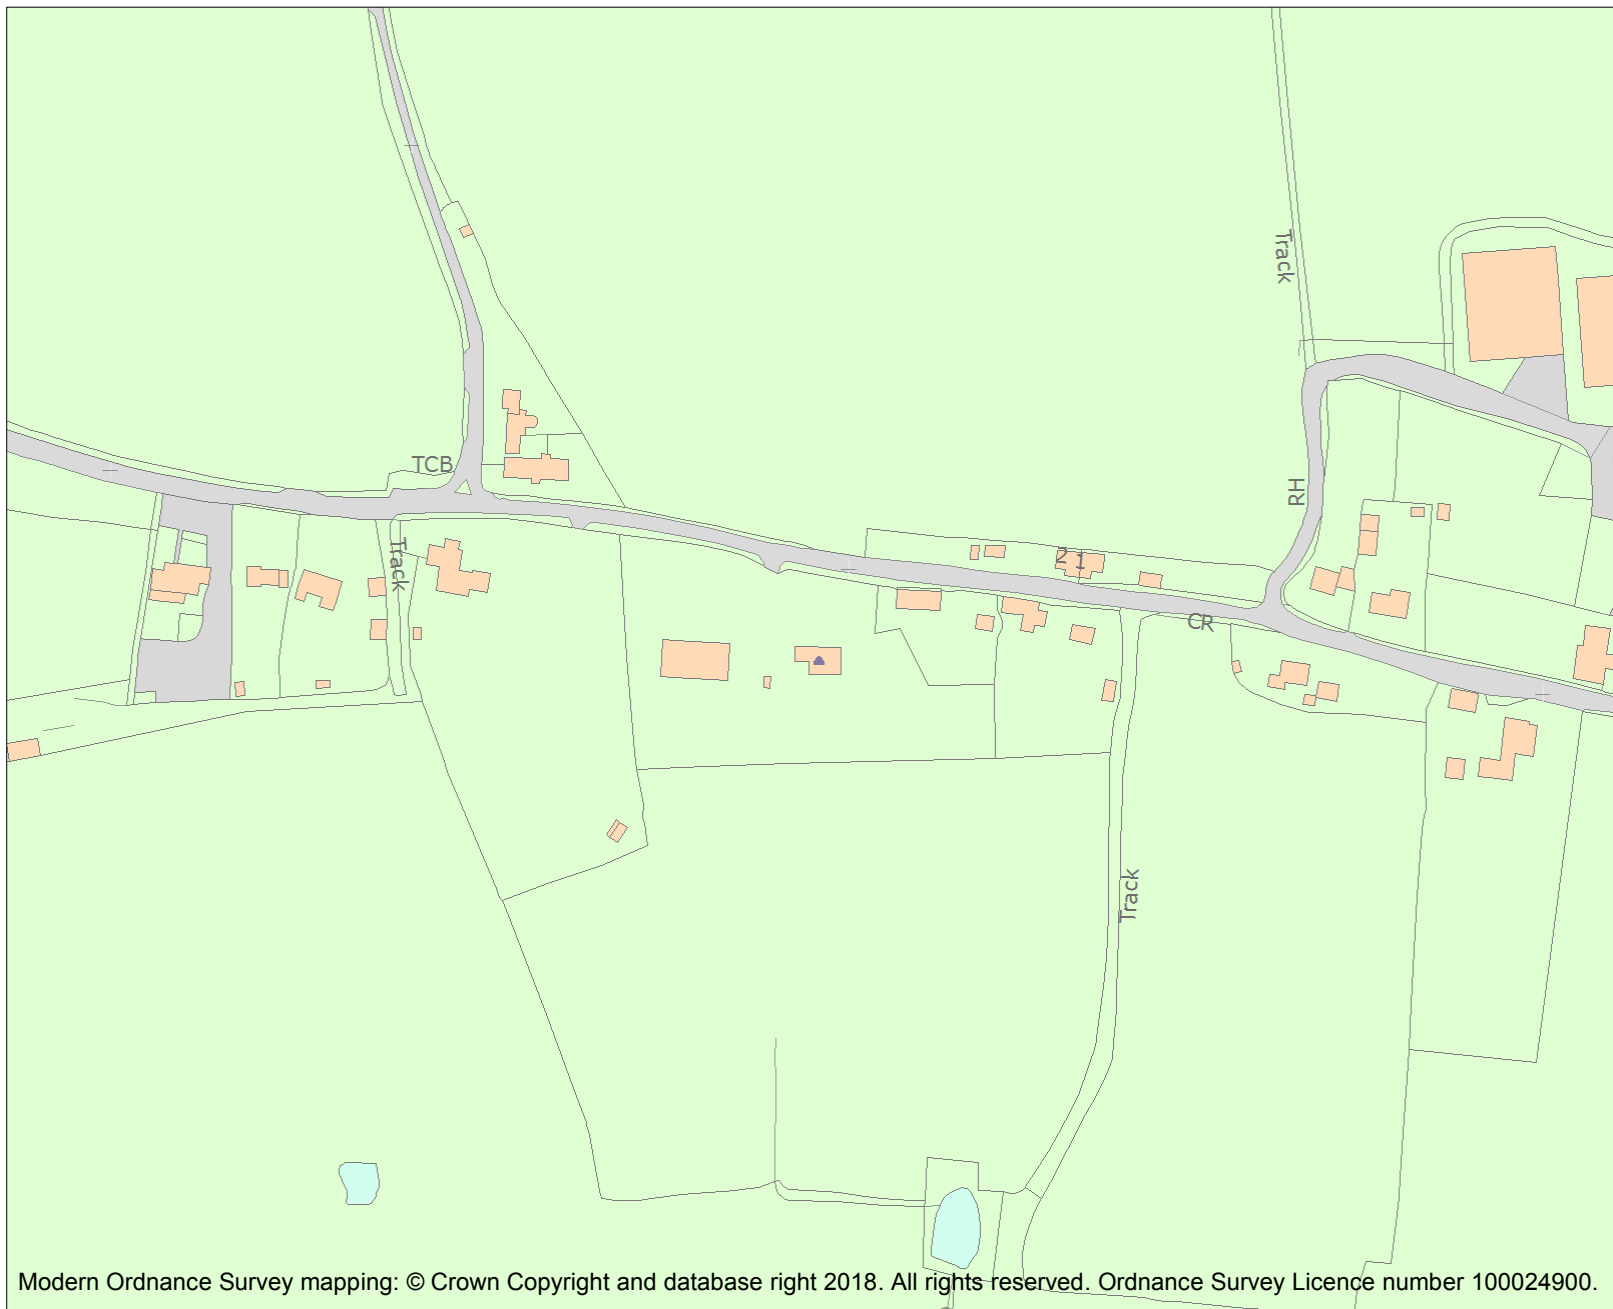 Track
TCB
RH
Track
2
1
CR
Track
Modern Ordnance Survey mapping: © Crown Copyright and database right 2018. All rights reserved. Ordnance Survey Licence number 100024900.